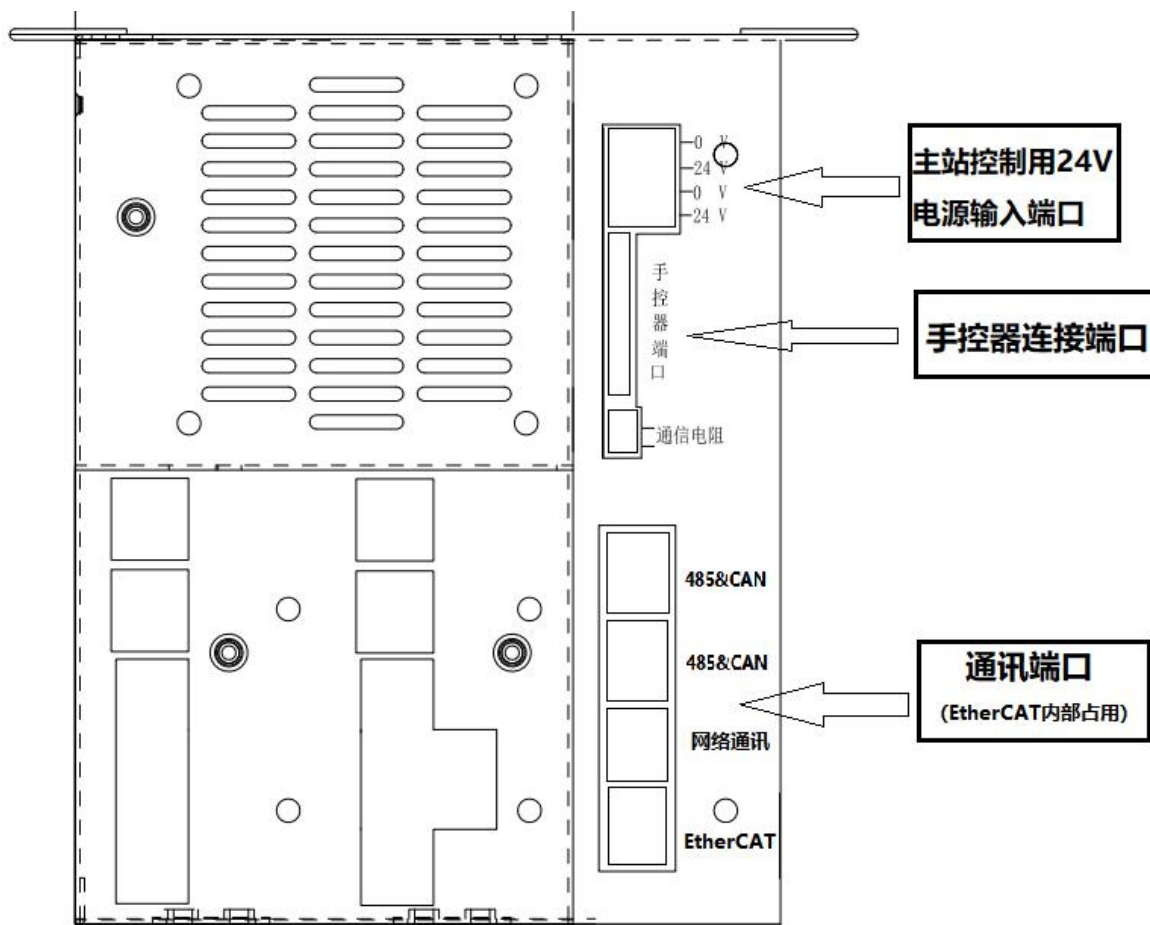 0 V
24 V
0 V
24 V
主站控制用24V
电源输入端口
手控器端口
手控器连接端口
通信电阻
485&CAN
485&CAN
通讯端口
(EtherCAT内部占用)
网络通讯
EtherCAT